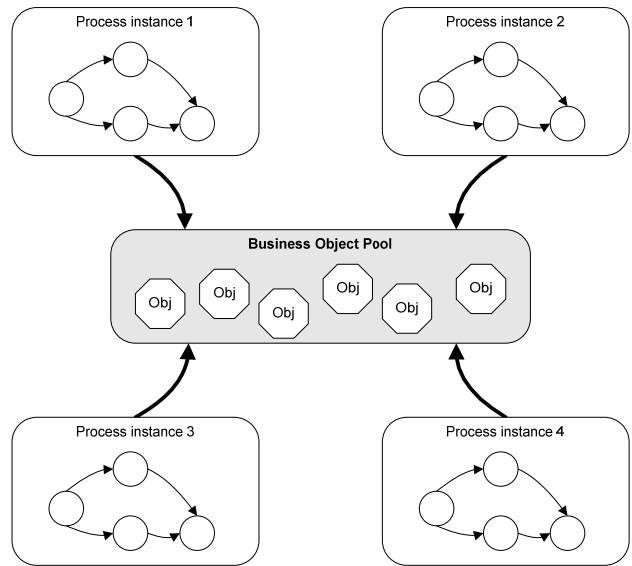 Process instance 1
Process instance 2
Business Object Pool
Obj
Obj
Obj
Obj
Obj
Obj
Process instance 3
Process instance 4